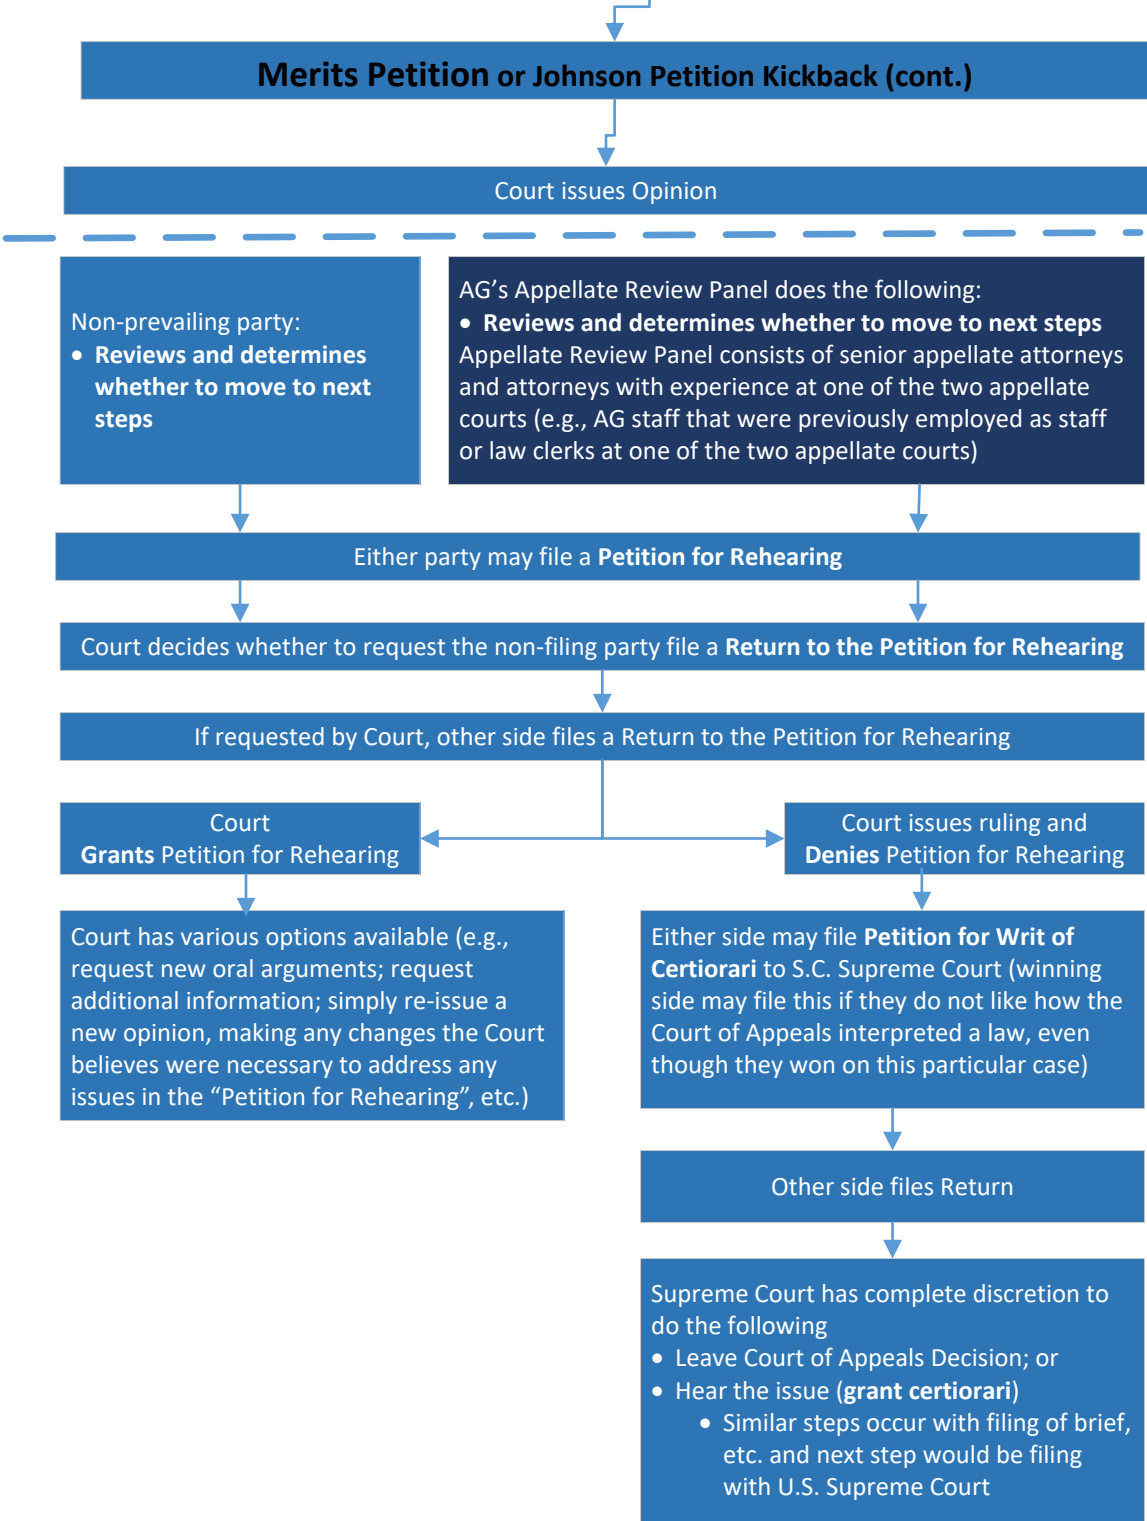 Merits Petition or Johnson Petition Kickback (cont.)
Court issues Opinion
Non-prevailing party:
• Reviews and determines
whether to move to next
steps
AG’s Appellate Review Panel does the following:
• Reviews and determines whether to move to next steps
Appellate Review Panel consists of senior appellate attorneys
and attorneys with experience at one of the two appellate
courts (e.g., AG staff that were previously employed as staff
or law clerks at one of the two appellate courts)
Either party may file a Petition for Rehearing
Court decides whether to request the non-filing party file a Return to the Petition for Rehearing
If requested by Court, other side files a Return to the Petition for Rehearing
Court
Grants Petition for Rehearing
Court issues ruling and
Denies Petition for Rehearing
Court has various options available (e.g.,
request new oral arguments; request
additional information; simply re-issue a
new opinion, making any changes the Court
believes were necessary to address any
issues in the “Petition for Rehearing”, etc.)
Either side may file Petition for Writ of
Certiorari to S.C. Supreme Court (winning
side may file this if they do not like how the
Court of Appeals interpreted a law, even
though they won on this particular case)
Other side files Return
Supreme Court has complete discretion to
do the following
• Leave Court of Appeals Decision; or
• Hear the issue (grant certiorari)
• Similar steps occur with filing of brief,
etc. and next step would be filing
with U.S. Supreme Court